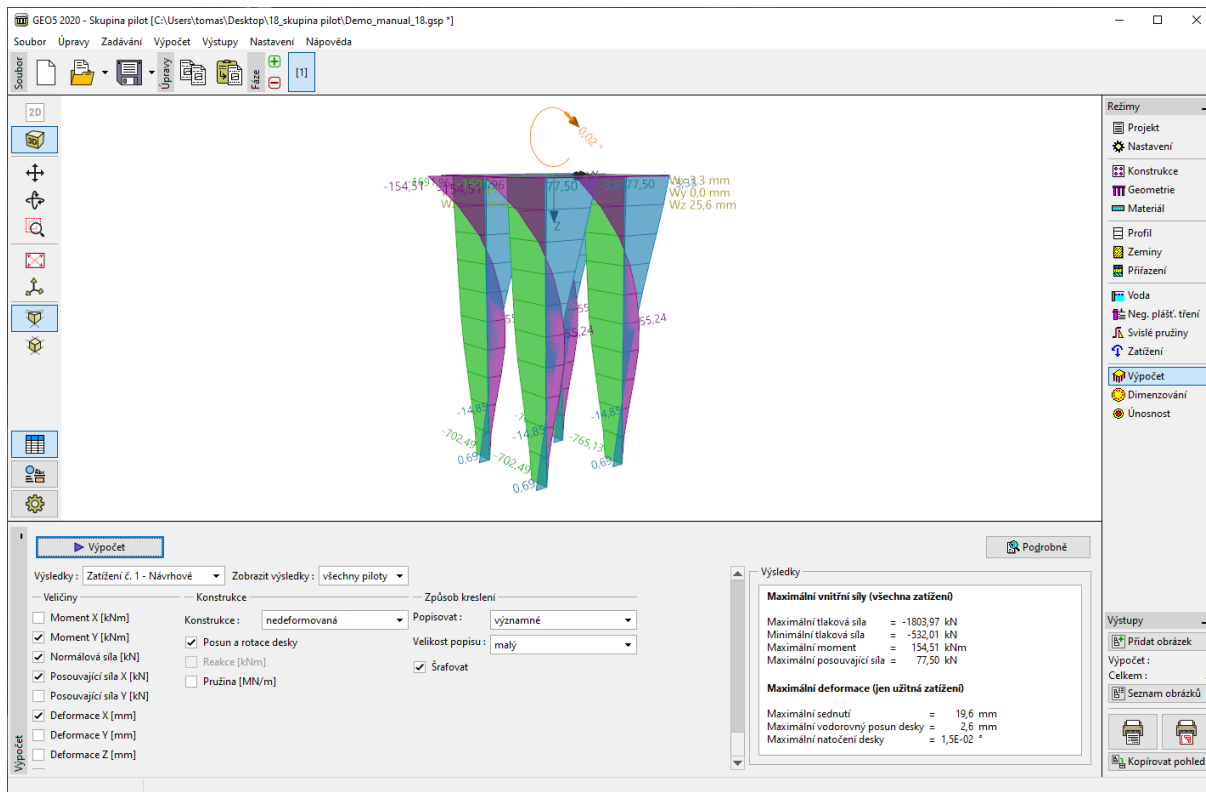 GEO5 2020 - Skupina pilot [C:\Users\tomas\Desktop\18_skupina pilot\Demo_manual_18.gsp *]
Soubor Úpravy Zadávání Výpočet Výstupy Nastavení Nápověda
Soubor
Úpravy
Fáze
[1]
2D
3D
0,02 °
-154,51
-154,51
77,50
77,50
-3,33
Wx -3,3 mm
Wy 0,0 mm
Wz 25,6 mm
Z
55,24
55,24
-14,85
-14,85
-14,85
-702,49
-702,49
-765,13
0,69
0,69
0,69
Režimy
Projekt
Nastavení
Konstrukce
Geometrie
Materiál
Profil
Zeminy
Přiřazení
Voda
Neg. plášť. tření
Svislé pružiny
Zatížení
Výpočet
Dimenzování
Únosnost
Výpočet
Výpočet
Podrobně
Výsledky : Zatížení č. 1 - Návrhové Zobrazit výsledky : všechny piloty
Veličiny
Moment X [kNm]
Moment Y [kNm]
Normálová síla [kN]
Posouvající síla X [kN]
Posouvající síla Y [kN]
Deformace X [mm]
Deformace Y [mm]
Deformace Z [mm]
Konstrukce
Konstrukce : nedeformovaná
Posun a rotace desky
Reakce [kNm]
Pružina [MN/m]
Způsob kreslení
Popisovat : významné
Velikost popisu : malý
Šrafovat
Výsledky
Maximální vnitřní síly (všechna zatížení)
Maximální tlaková síla = -1803,97 kN
Minimální tlaková síla = -532,01 kN
Maximální moment = 154,51 kNm
Maximální posouvající síla = 77,50 kN
Maximální deformace (jen užitná zatížení)
Maximální sednutí = 19,6 mm
Maximální vodorovný posun desky = 2,6 mm
Maximální natočení desky = 1,5E-02 °
Výstupy
Přidat obrázek
Výpočet :
Celkem :
Seznam obrázků
Kopírovat pohled